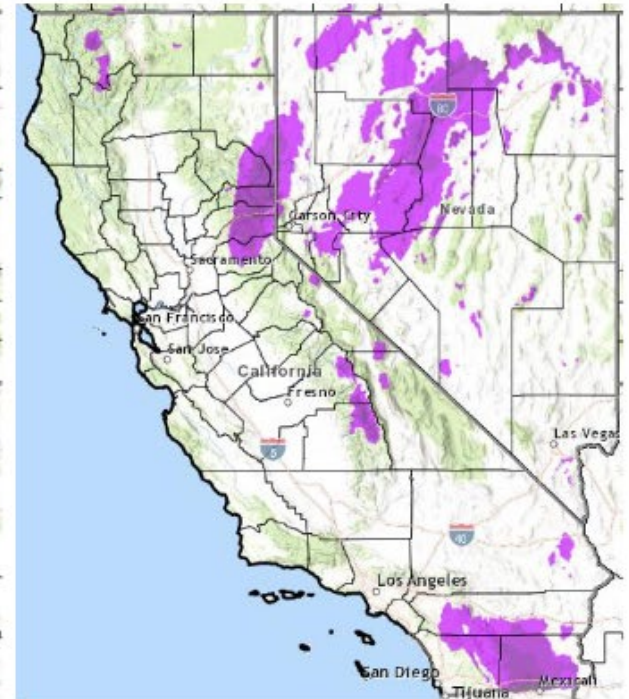 80
Carson City
Nevada
Sacramento
San Francisco
San Jose
California
Fresno
5
Las Vegas
40
Los Angeles
San Diego
Mexicali
Tijuana